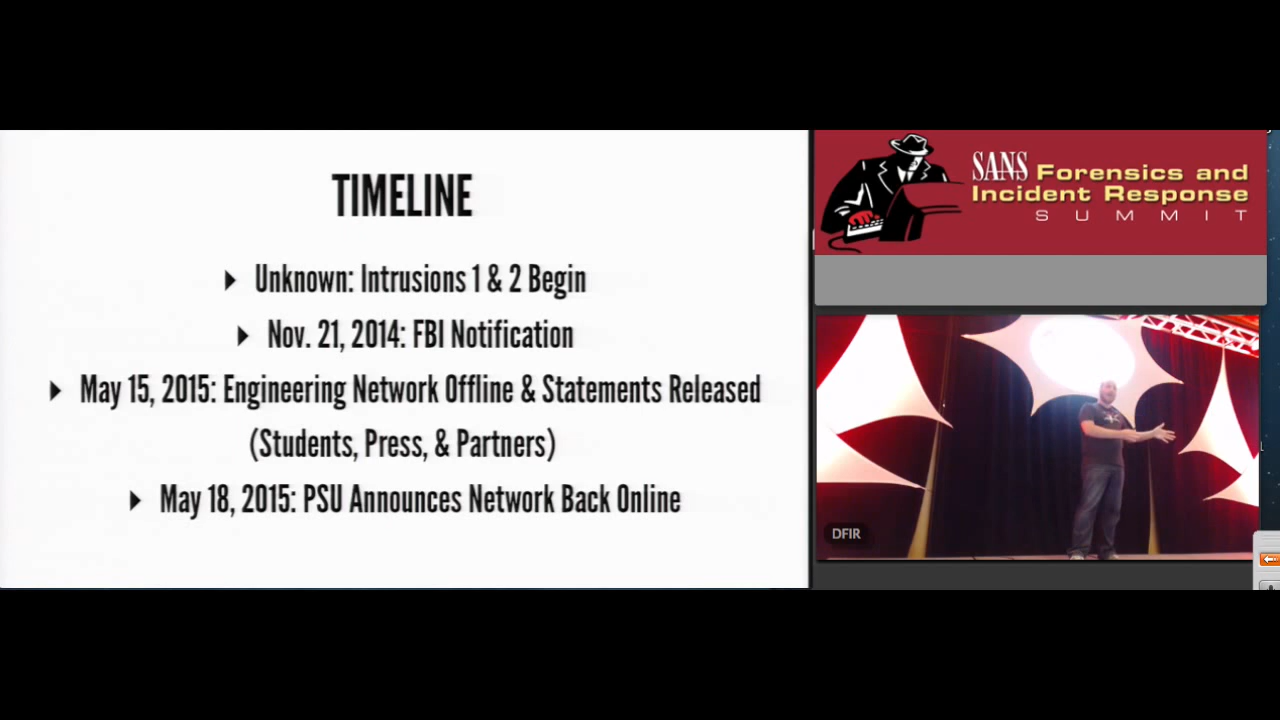 TIMELINE
Unknown: Intrusions 1 & 2 Begin
Nov. 21, 2014: FBI Notification
May 15, 2015: Engineering Network Offline & Statements Released
(Students, Press, & Partners)
May 18, 2015: PSU Announces Network Back Online
SANS Forensics and
Incident Response
SUMMIT
DFIR